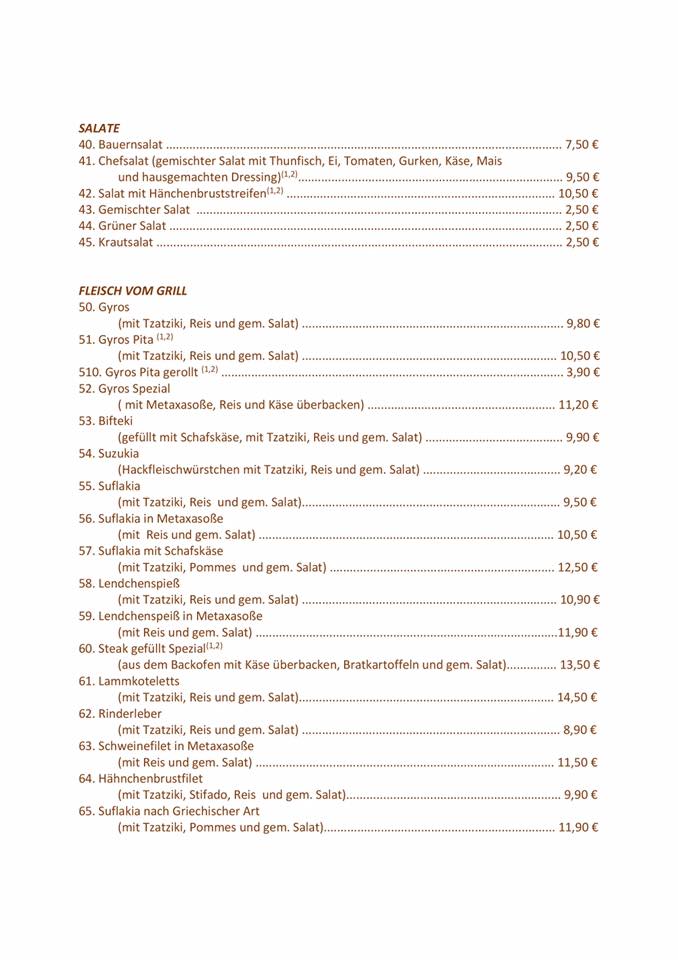 SALATE
40. Bauernsalat ........................................................................................................................ 7,50 €
41. Chefsalat (gemischter Salat mit Thunfisch, Ei, Tomaten, Gurken, Käse, Mais
und hausgemachten Dressing)(1,2)................................................................................ 9,50 €
42. Salat mit Hänchenbruststreifen(1,2) ................................................................................. 10,50 €
43. Gemischter Salat ............................................................................................................... 2,50 €
44. Grüner Salat ....................................................................................................................... 2,50 €
45. Krautsalat ........................................................................................................................... 2,50 €
FLEISCH VOM GRILL
50. Gyros
(mit Tzatziki, Reis und gem. Salat) ............................................................................... 9,80 €
51. Gyros Pita (1,2)
(mit Tzatziki, Reis und gem. Salat) ............................................................................. 10,50 €
510. Gyros Pita gerollt (1,2) ........................................................................................................ 3,90 €
52. Gyros Spezial
( mit Metaxasoße, Reis und Käse überbacken) ......................................................... 11,20 €
53. Bifteki
(gefüllt mit Schafskäse, mit Tzatziki, Reis und gem. Salat) .......................................... 9,90 €
54. Suzukia
(Hackfleischwürstchen mit Tzatziki, Reis und gem. Salat) .......................................... 9,20 €
55. Suflakia
(mit Tzatziki, Reis und gem. Salat)............................................................................... 9,50 €
56. Suflakia in Metaxasoße
(mit Reis und gem. Salat) .......................................................................................... 10,50 €
57. Suflakia mit Schafskäse
(mit Tzatziki, Pommes und gem. Salat) .................................................................... 12,50 €
58. Lendchenspieß
(mit Tzatziki, Reis und gem. Salat) ............................................................................. 10,90 €
59. Lendchenspeiß in Metaxasoße
(mit Reis und gem. Salat) ............................................................................................11,90 €
60. Steak gefüllt Spezial(1,2)
(aus dem Backofen mit Käse überbacken, Bratkartoffeln und gem. Salat)............... 13,50 €
61. Lammkoteletts
(mit Tzatziki, Reis und gem. Salat)............................................................................. 14,50 €
62. Rinderleber
(mit Tzatziki, Reis und gem. Salat) .............................................................................. 8,90 €
63. Schweinefilet in Metaxasoße
(mit Reis und gem. Salat) ........................................................................................... 11,50 €
64. Hähnchenbrustfilet
(mit Tzatziki, Stifado, Reis und gem. Salat)................................................................. 9,90 €
65. Suflakia nach Griechischer Art
(mit Tzatziki, Pommes und gem. Salat)...................................................................... 11,90 €